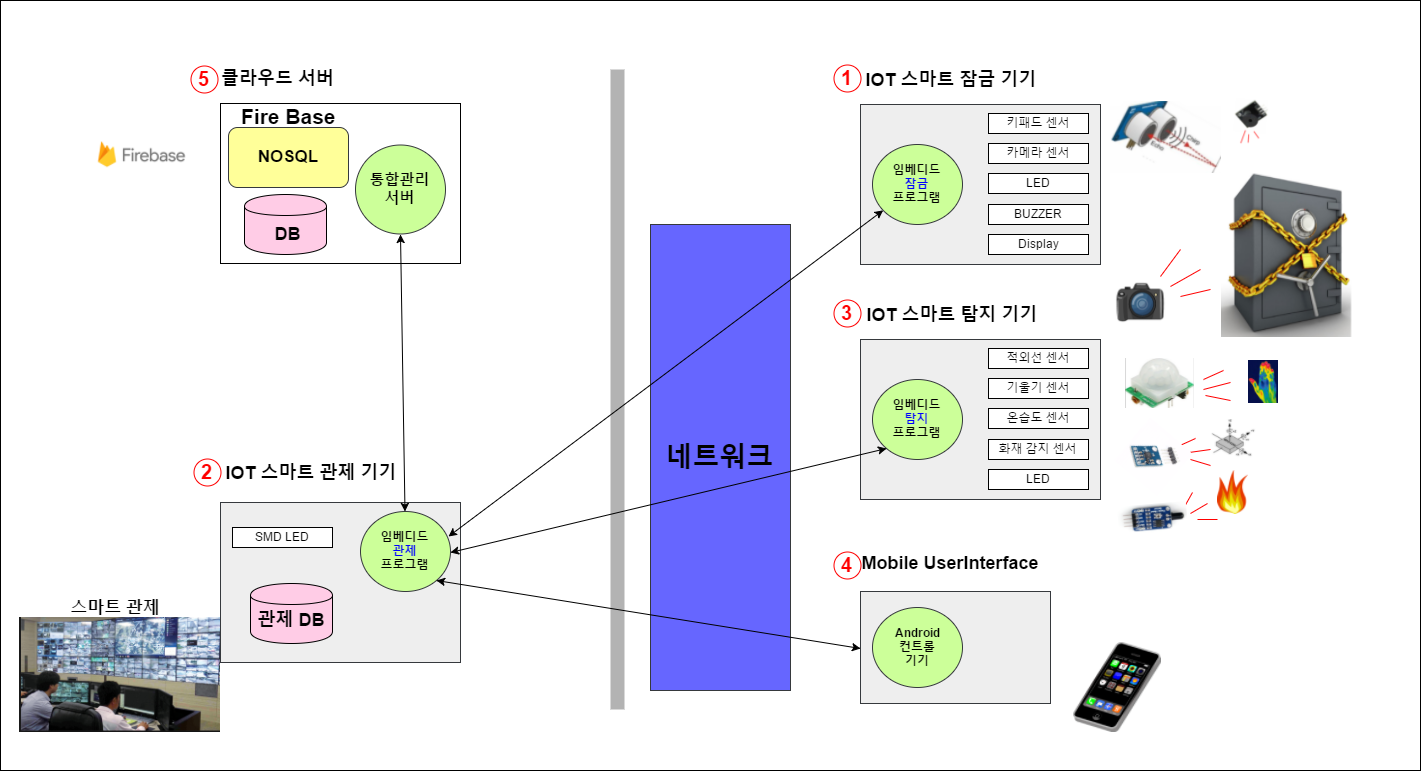 ⑤ 클라우드 서버
Fire Base
NOSQL
DB
통합관리
서버
Firebase
② IOT 스마트 관제 기기
SMD LED
관제 DB
임베디드
관제
프로그램
스마트 관제
네트워크
① IOT 스마트 잠금 기기
임베디드
잠금
프로그램
키패드 센서
카메라 센서
LED
BUZZER
Display
③ IOT 스마트 탐지 기기
임베디드
탐지
프로그램
적외선 센서
기울기 센서
온습도 센서
화재 감지 센서
LED
④ Mobile UserInterface
Android
컨트롤
기기